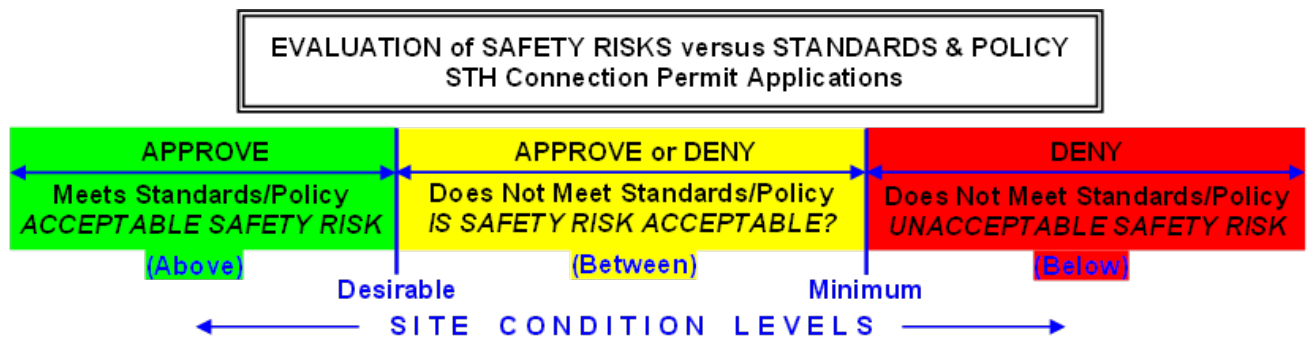 EVALUATION of SAFETY RISKS versus STANDARDS & POLICY
STH Connection Permit Applications
APPROVE
APPROVE or DENY
DENY
Meets Standards/Policy
ACCEPTABLE SAFETY RISK
Does Not Meet Standards/Policy
IS SAFETY RISK ACCEPTABLE?
Does Not Meet Standards/Policy
UNACCEPTABLE SAFETY RISK
(Above)
(Between)
(Below)
Desirable
Minimum
SITE CONDITION LEVELS